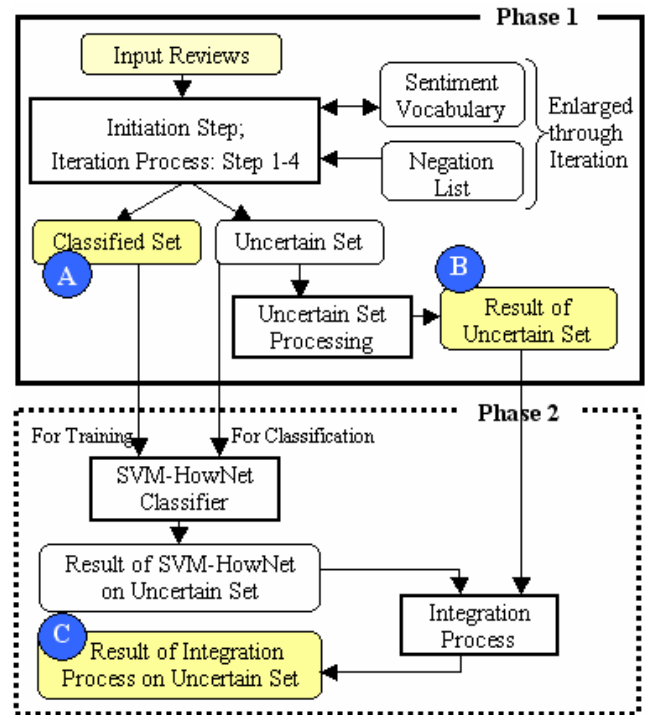 Phase 1
Input Reviews
Sentiment
Vocabulary
Initiation Step;
Iteration Process: Step 1-4
Negation
List
Enlarged
through
Iteration
Classified Set
Uncertain Set
A
B
Uncertain Set
Processing
Result of
Uncertain Set
Phase 2
For Training
For Classification
SVM-HowNet
Classifier
Result of SVM-HowNet
on Uncertain Set
Integration
Process
C
Result of Integration
Process on Uncertain Set